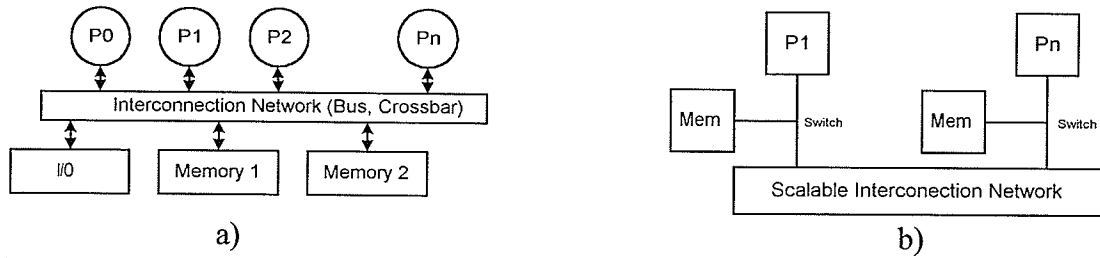 P0 P1 P2 Pn
Interconnection Network (Bus, Crossbar)
I/0 Memory 1 Memory 2
a)
P1 Pn
Mem Switch Mem Switch
Scalable Interconection Network
b)